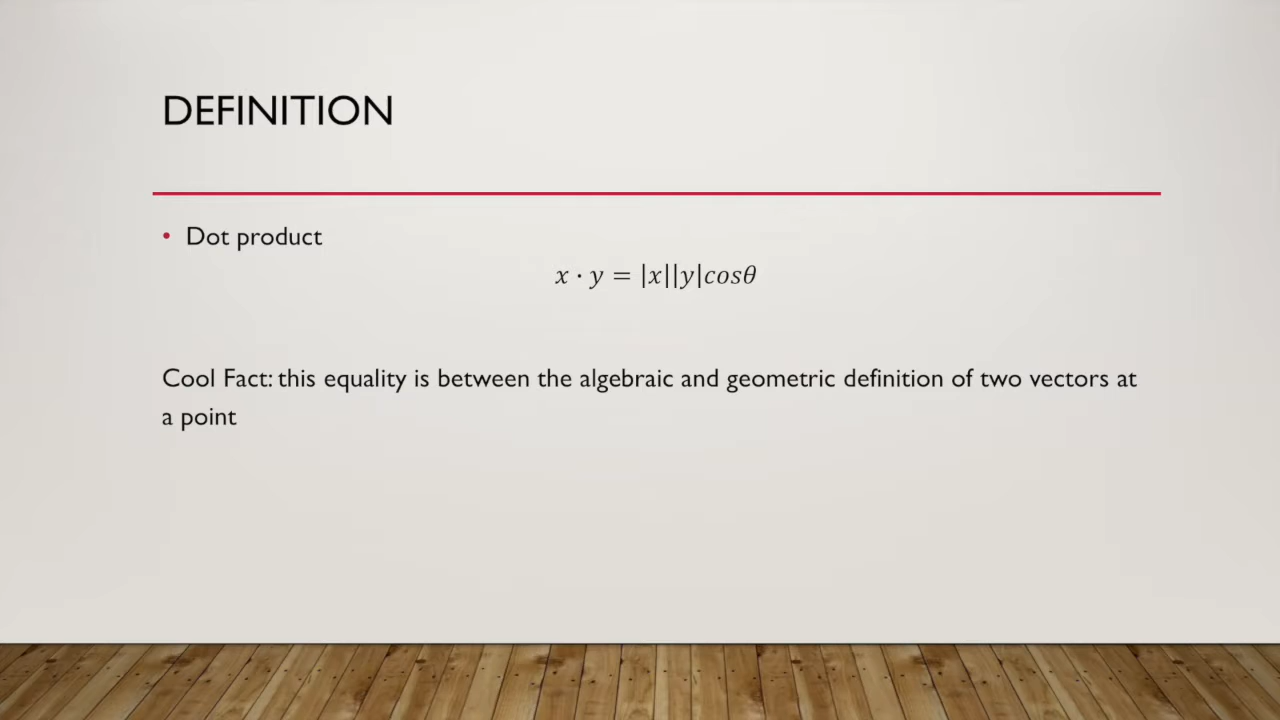 DEFINITION
• Dot product
x · y = |x||y|cosθ
Cool Fact: this equality is between the algebraic and geometric definition of two vectors at
a point